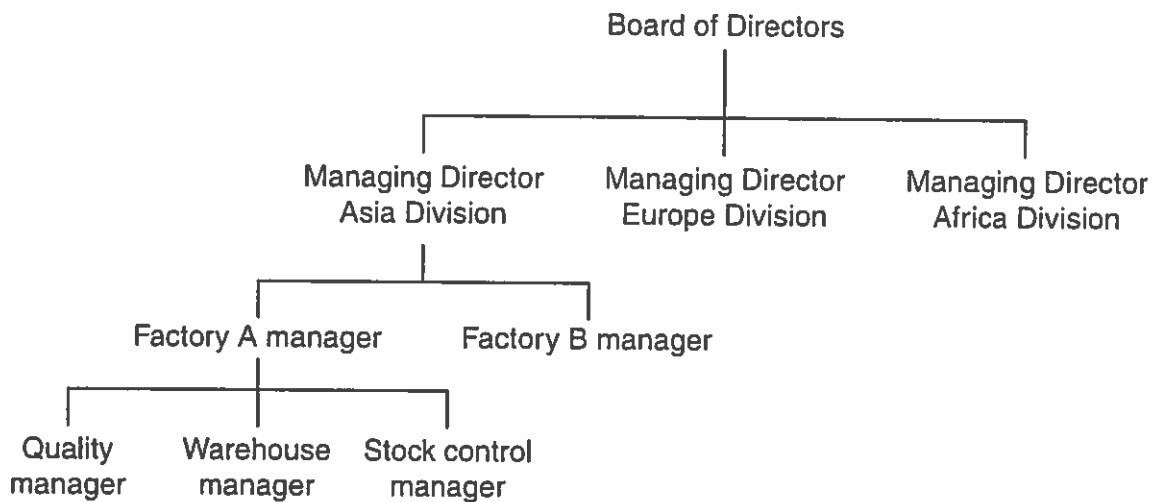 Board of Directors
Managing Director
Asia Division
Managing Director
Europe Division
Managing Director
Africa Division
Factory A manager
Factory B manager
Quality
manager
Warehouse
manager
Stock control
manager